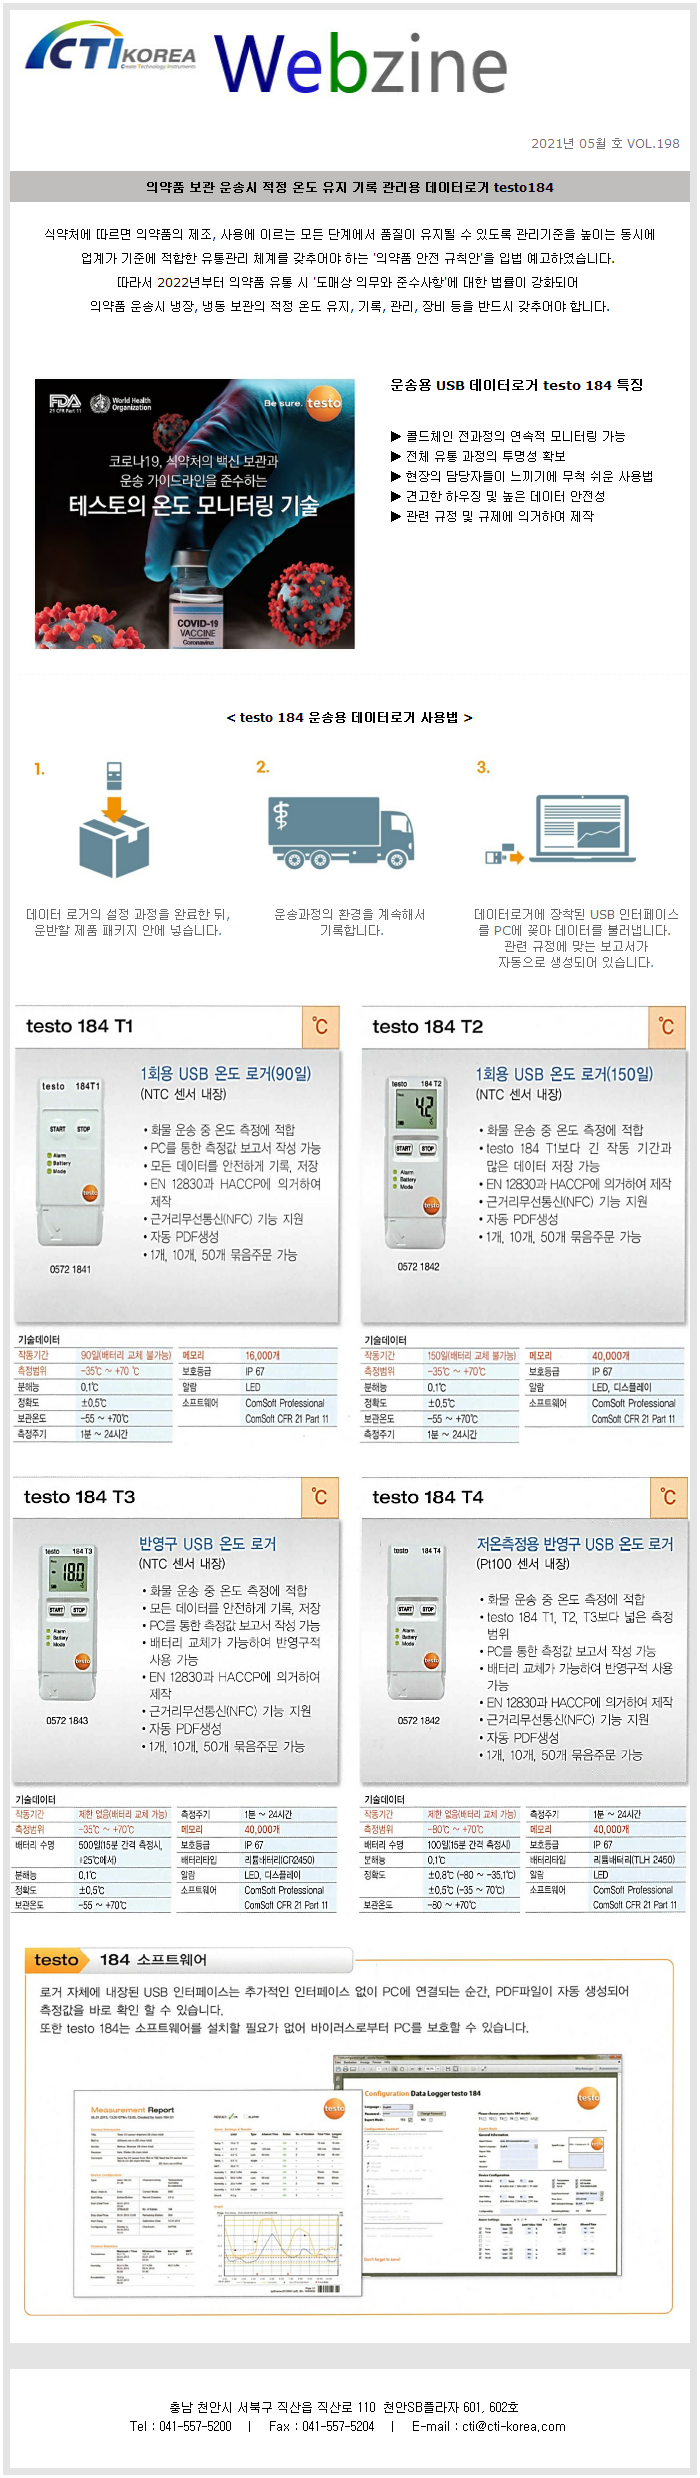 CTI KOREA
Create Technology Instruments
Webzine
2021년 05월 호 VOL.198
의약품 보관 운송시 적정 온도 유지 기록 관리용 데이터로거 testo184
식약처에 따르면 의약품의 제조, 사용에 이르는 모든 단계에서 품질이 유지될 수 있도록 관리기준을 높이는 동시에
업계가 기준에 적합한 유통관리 체계를 갖추어야 하는 '의약품 안전 규칙안'을 입법 예고하였습니다.
따라서 2022년부터 의약품 유통 시 '도매상 의무와 준수사항'에 대한 법률이 강화되어
의약품 운송시 냉장, 냉동 보관의 적정 온도 유지, 기록, 관리, 장비 등을 반드시 갖추어야 합니다.
FDA
21 CFR Part 11
World Health
Organization
Be sure. testo
코로나19, 식약처의 백신 보관과
운송 가이드라인을 준수하는
테스토의 온도 모니터링 기술
COVID-19
VACCINE
Coronavirus
운송용 USB 데이터로거 testo 184 특징
▶ 콜드체인 전과정의 연속적 모니터링 가능
▶ 전체 유통 과정의 투명성 확보
▶ 현장의 담당자들이 느끼기에 무척 쉬운 사용법
▶ 견고한 하우징 및 높은 데이터 안전성
▶ 관련 규정 및 규제에 의거하여 제작
< testo 184 운송용 데이터로거 사용법 >
1.
데이터 로거의 설정 과정을 완료한 뒤,
운반할 제품 패키지 안에 넣습니다.
2.
운송과정의 환경을 계속해서
기록합니다.
3.
데이터로거에 장착된 USB 인터페이스
를 PC에 꽂아 데이터를 불러냅니다.
관련 규정에 맞는 보고서가
자동으로 생성되어 있습니다.
testo 184 T1 ℃
1회용 USB 온도 로거(90일)
(NTC 센서 내장)
testo 184T1
START STOP
Alarm
Battery
Mode
testo
0572 1841
• 화물 운송 중 온도 측정에 적합
• PC를 통한 측정값 보고서 작성 가능
• 모든 데이터를 안전하게 기록, 저장
• EN 12830과 HACCP에 의거하여
제작
• 근거리무선통신(NFC) 기능 지원
• 자동 PDF생성
• 1개, 10개, 50개 묶음주문 가능
기술데이터
작동기간 90일(배터리 교체 불가능) 메모리 16,000개
측정범위 -35℃ ~ +70 ℃ 보호등급 IP 67
분해능 0,1℃ 알람 LED
정확도 ±0,5℃ 소프트웨어 ComSoft Professional
보관온도 -55 ~ +70℃ ComSoft CFR 21 Part 11
측정주기 1분 ~ 24시간
testo 184 T2 ℃
1회용 USB 온도 로거(150일)
(NTC 센서 내장)
testo 184 T2
4.2
START STOP
Alarm
Battery
Mode
testo
0572 1842
• 화물 운송 중 온도 측정에 적합
• testo 184 T1보다 긴 작동 기간과
많은 데이터 저장 가능
• EN 12830과 HACCP에 의거하여 제작
• 근거리무선통신(NFC) 기능 지원
• 자동 PDF생성
• 1개, 10개, 50개 묶음주문 가능
기술데이터
작동기간 150일(배터리 교체 불가능) 메모리 40,000개
측정범위 -35℃ ~ +70℃ 보호등급 IP 67
분해능 0,1℃ 알람 LED, 디스플레이
정확도 ±0,5℃ 소프트웨어 ComSoft Professional
보관온도 -55 ~ +70℃ ComSoft CFR 21 Part 11
측정주기 1분 ~ 24시간
testo 184 T3 ℃
반영구 USB 온도 로거
(NTC 센서 내장)
testo 184 T3
18.0
START STOP
Alarm
Battery
Mode
testo
0572 1843
• 화물 운송 중 온도 측정에 적합
• 모든 데이터를 안전하게 기록, 저장
• PC를 통한 측정값 보고서 작성 가능
• 배터리 교체가 가능하여 반영구적
사용 가능
• EN 12830과 HACCP에 의거하여
제작
• 근거리무선통신(NFC) 기능 지원
• 자동 PDF생성
• 1개, 10개, 50개 묶음주문 가능
기술데이터
작동기간 제한 없음(배터리 교체 가능) 측정주기 1분 ~ 24시간
측정범위 -35℃ ~ +70℃ 메모리 40,000개
배터리 수명 500일(15분 간격 측정시, 보호등급 IP 67
+25℃에서) 배터리타입 리튬배터리(CR2450)
분해능 0,1℃ 알람 LED, 디스플레이
정확도 ±0,5℃ 소프트웨어 ComSoft Professional
보관온도 -55 ~ +70℃ ComSoft CFR 21 Part 11
testo 184 T4 ℃
저온측정용 반영구 USB 온도 로거
(Pt100 센서 내장)
testo 184 T4
START STOP
Alarm
Battery
Mode
testo
0572 1842
• 화물 운송 중 온도 측정에 적합
• testo 184 T1, T2, T3보다 넓은 측정
범위
• PC를 통한 측정값 보고서 작성 가능
• 배터리 교체가 가능하여 반영구적 사용
가능
• EN 12830과 HACCP에 의거하여 제작
• 근거리무선통신(NFC) 기능 지원
• 자동 PDF생성
• 1개, 10개, 50개 묶음주문 가능
기술데이터
작동기간 제한 없음(배터리 교체 가능) 측정주기 1분 ~ 24시간
측정범위 -80℃ ~ +70℃ 메모리 40,000개
배터리 수명 100일(15분 간격 측정시) 보호등급 IP 67
분해능 0,1℃ 배터리타입 리튬배터리(TLH 2450)
정확도 ±0,8℃ (-80 ~ -35,1℃) 알람 LED
±0,5℃ (-35 ~ 70℃) 소프트웨어 ComSoft Professional
보관온도 -80 ~ +70℃ ComSoft CFR 21 Part 11
testo 184 소프트웨어
로거 자체에 내장된 USB 인터페이스는 추가적인 인터페이스 없이 PC에 연결되는 순간, PDF파일이 자동 생성되어
측정값을 바로 확인 할 수 있습니다.
또한 testo 184는 소프트웨어를 설치할 필요가 없어 바이러스로부터 PC를 보호할 수 있습니다.
Measurement Report
testo
Configuration Data Logger testo 184
testo
Don't forget to save!
충남 천안시 서북구 직산읍 직산로 110 천안SB플라자 601, 602호
Tel : 041-557-5200 | Fax : 041-557-5204 | E-mail : cti@cti-korea.com